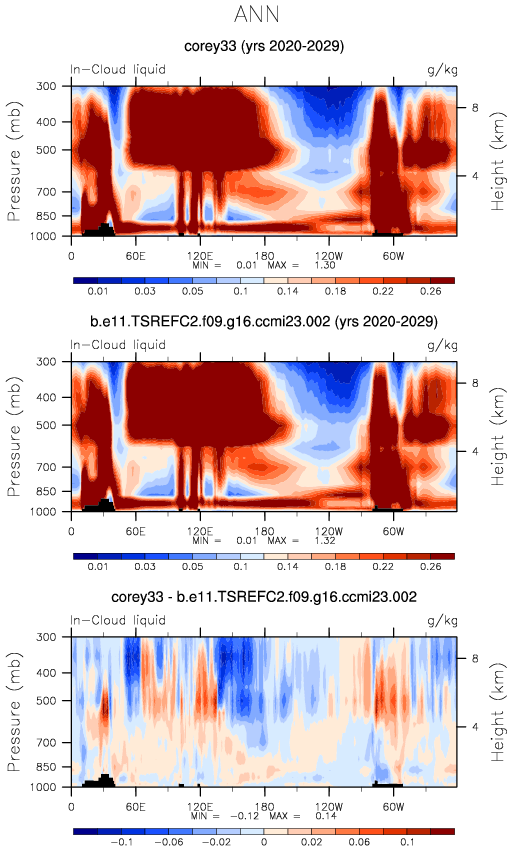 ANN
corey33 (yrs 2020-2029)
In-Cloud liquid g/kg
300
400
500
700
850
1000
Pressure (mb)
8
4
Height (km)
0 60E 120E 180 120W 60W
MIN = 0.01 MAX = 1.30
0.01 0.03 0.05 0.1 0.14 0.18 0.22 0.26
b.e11.TSREFC2.f09.g16.ccmi23.002 (yrs 2020-2029)
In-Cloud liquid g/kg
300
400
500
700
850
1000
Pressure (mb)
8
4
Height (km)
0 60E 120E 180 120W 60W
MIN = 0.01 MAX = 1.32
0.01 0.03 0.05 0.1 0.14 0.18 0.22 0.26
corey33 - b.e11.TSREFC2.f09.g16.ccmi23.002
In-Cloud liquid g/kg
300
400
500
700
850
1000
Pressure (mb)
8
4
Height (km)
0 60E 120E 180 120W 60W
MIN = -0.12 MAX = 0.14
-0.1 -0.06 -0.02 0 0.02 0.06 0.1